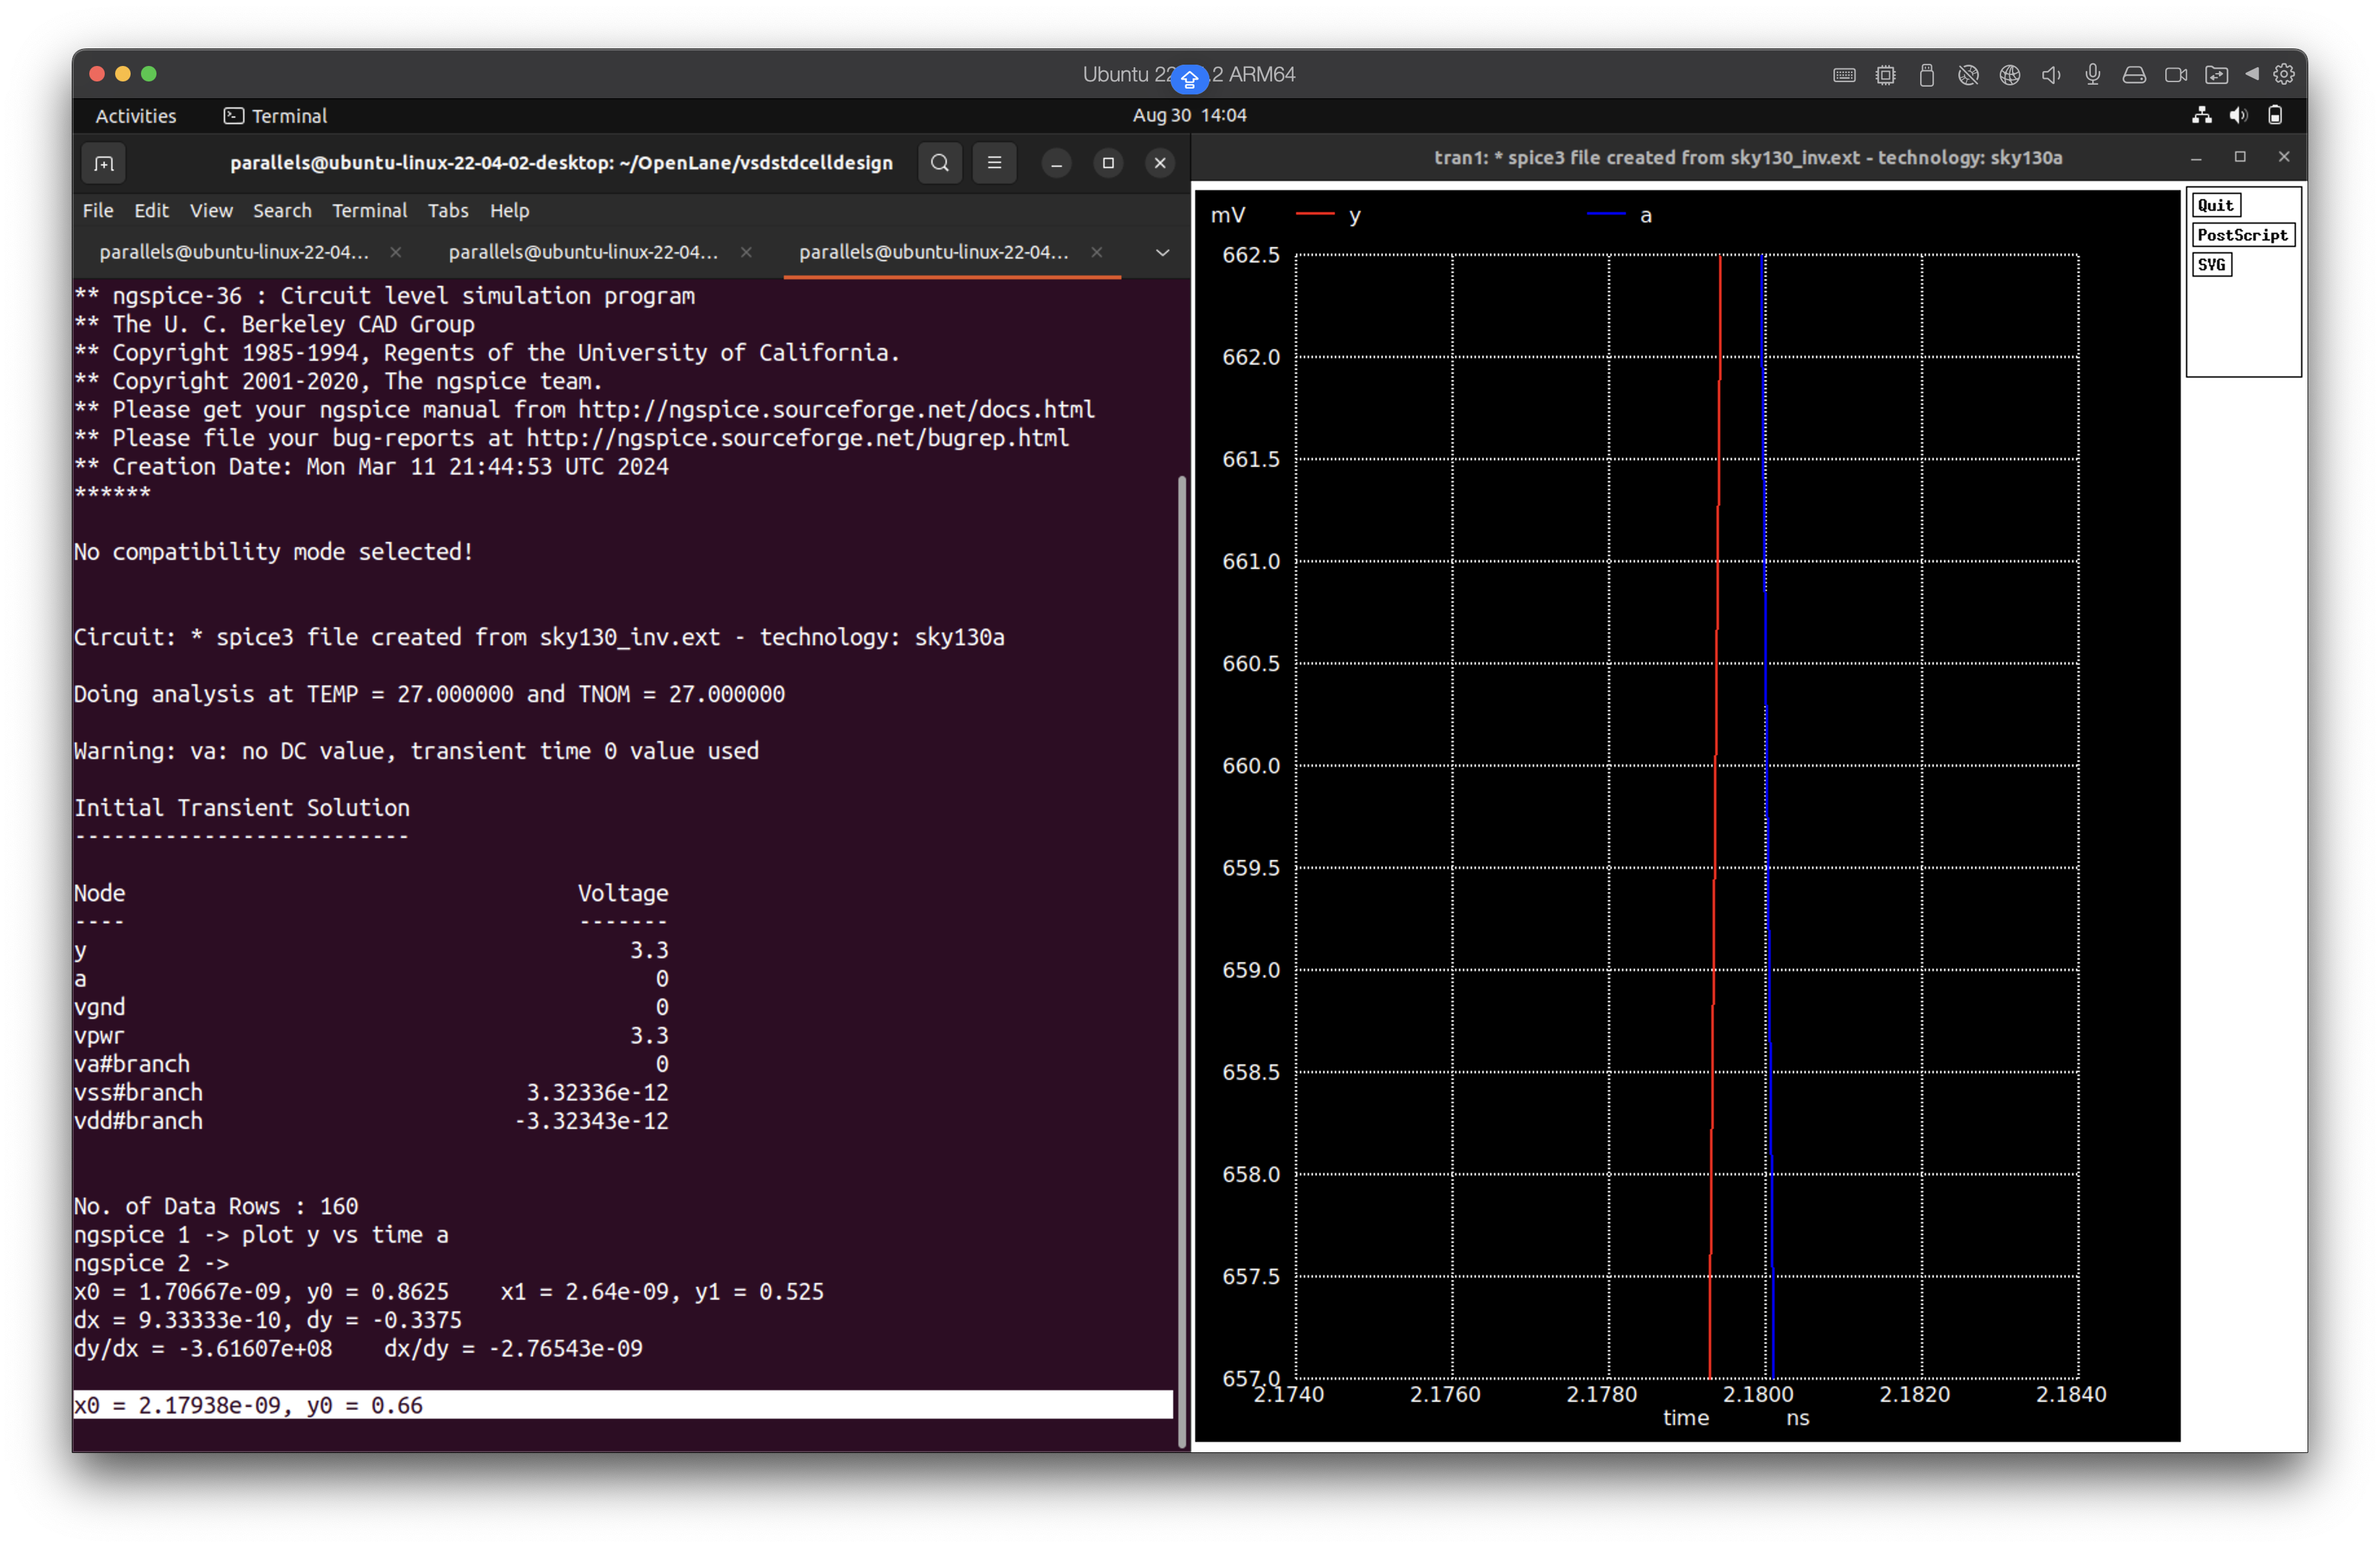 Ubuntu 22 .2 ARM64
Activities Terminal Aug 30 14:04
parallels@ubuntu-linux-22-04-02-desktop: ~/OpenLane/vsdstdcelldesign
File Edit View Search Terminal Tabs Help
parallels@ubuntu-linux-22-04... parallels@ubuntu-linux-22-04... parallels@ubuntu-linux-22-04...
** ngspice-36 : Circuit level simulation program
** The U. C. Berkeley CAD Group
** Copyright 1985-1994, Regents of the University of California.
** Copyright 2001-2020, The ngspice team.
** Please get your ngspice manual from http://ngspice.sourceforge.net/docs.html
** Please file your bug-reports at http://ngspice.sourceforge.net/bugrep.html
** Creation Date: Mon Mar 11 21:44:53 UTC 2024
******
No compatibility mode selected!
Circuit: * spice3 file created from sky130_inv.ext - technology: sky130a
Doing analysis at TEMP = 27.000000 and TNOM = 27.000000
Warning: va: no DC value, transient time 0 value used
Initial Transient Solution
--------------------------
Node Voltage
---- -------
y 3.3
a 0
vgnd 0
vpwr 3.3
va#branch 0
vss#branch 3.32336e-12
vdd#branch -3.32343e-12
No. of Data Rows : 160
ngspice 1 -> plot y vs time a
ngspice 2 ->
x0 = 1.70667e-09, y0 = 0.8625 x1 = 2.64e-09, y1 = 0.525
dx = 9.33333e-10, dy = -0.3375
dy/dx = -3.61607e+08 dx/dy = -2.76543e-09
x0 = 2.17938e-09, y0 = 0.66
tran1: * spice3 file created from sky130_inv.ext - technology: sky130a
mV y a
662.5
662.0
661.5
661.0
660.5
660.0
659.5
659.0
658.5
658.0
657.5
657.0
2.1740 2.1760 2.1780 2.1800 2.1820 2.1840
time ns
Quit
PostScript
SVG